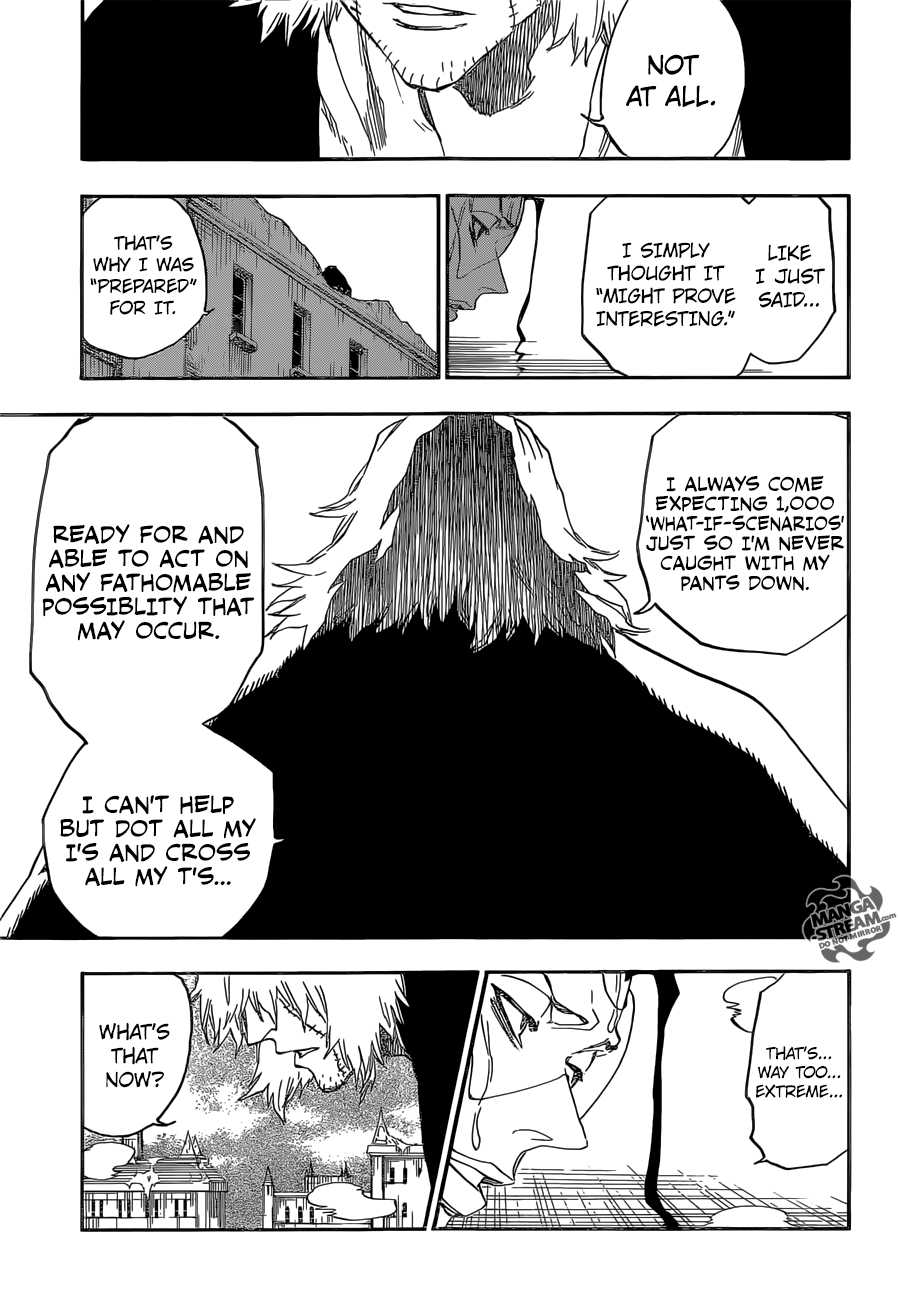 NOT
AT ALL.
LIKE
I JUST
SAID...
I SIMPLY
THOUGHT IT
"MIGHT PROVE
INTERESTING."
THAT'S
WHY I WAS
"PREPARED"
FOR IT.
I ALWAYS COME
EXPECTING 1,000
'WHAT-IF-SCENARIOS'
JUST SO I'M NEVER
CAUGHT WITH MY
PANTS DOWN.
READY FOR AND
ABLE TO ACT ON
ANY FATHOMABLE
POSSIBLITY THAT
MAY OCCUR.
I CAN'T HELP
BUT DOT ALL MY
I'S AND CROSS
ALL MY T'S...
MANGA
-STREAM.com
DO NOT MIRROR
THAT'S...
WAY TOO...
EXTREME...
WHAT'S
THAT
NOW?